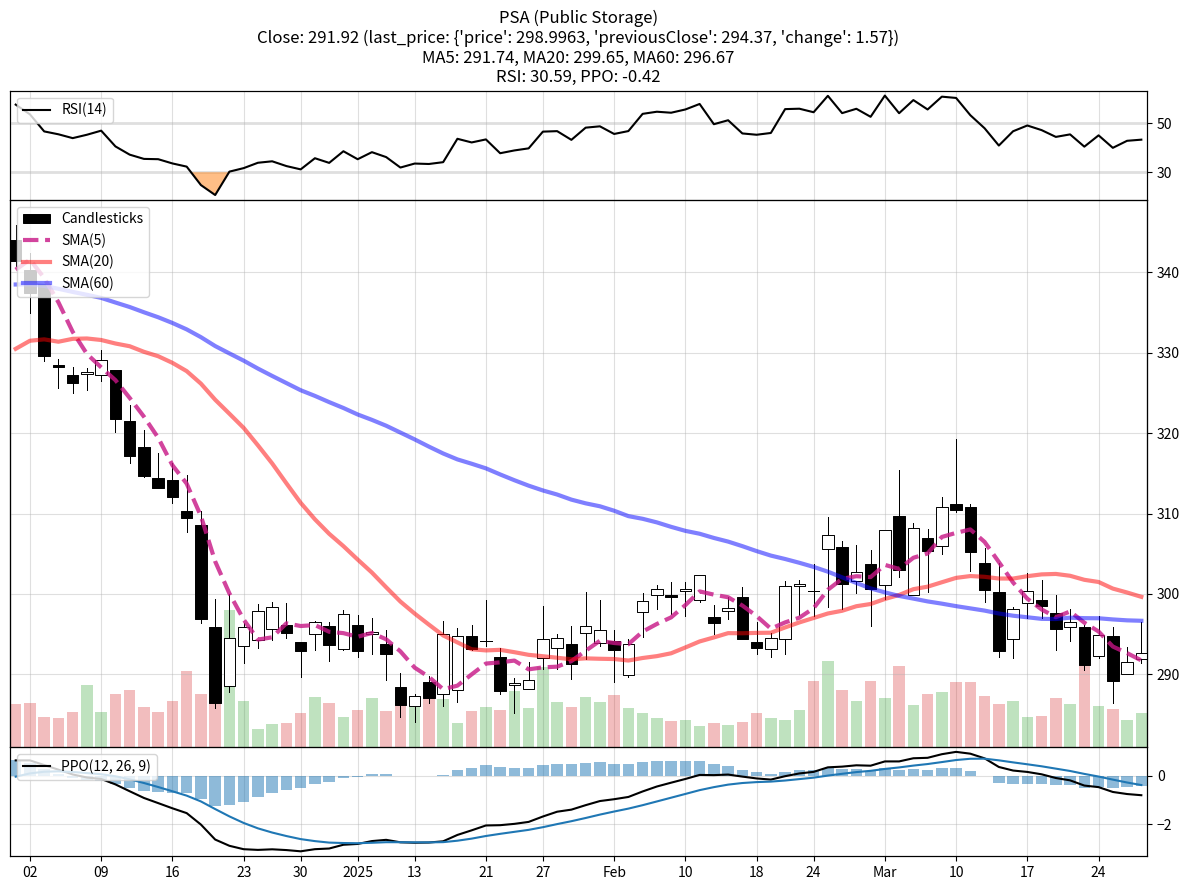 PSA (Public Storage)
Close: 291.92 (last_price: {'price': 298.9963, 'previousClose': 294.37, 'change': 1.57})
MA5: 291.74, MA20: 299.65, MA60: 296.67
RSI: 30.59, PPO: -0.42
RSI(14)
50
30
Candlesticks
SMA(5)
SMA(20)
SMA(60)
340
330
320
310
300
290
PPO(12, 26, 9)
0
−2
02 09 16 23 30 2025 13 21 27 Feb 10 18 24 Mar 10 17 24